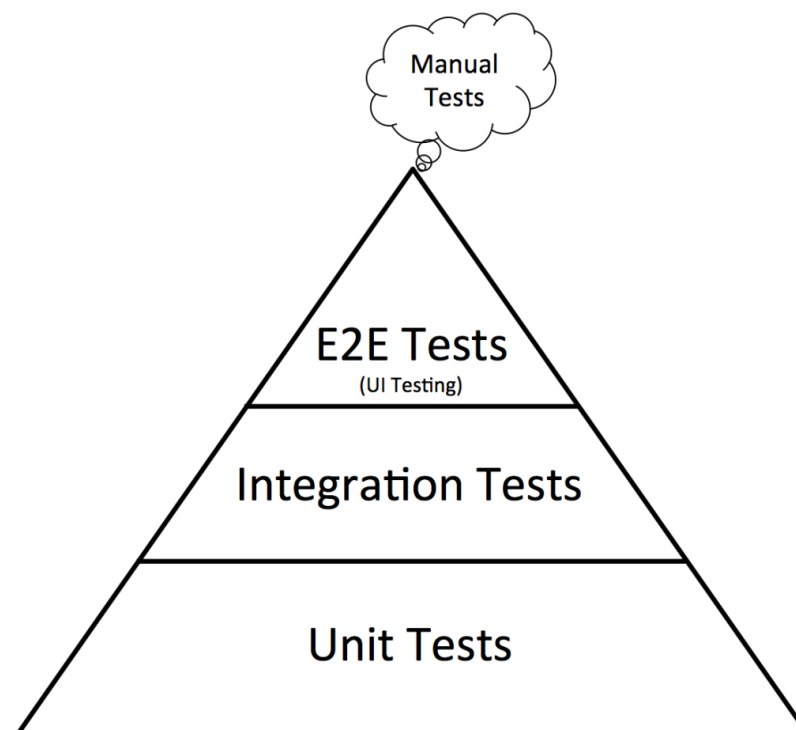 Manual
Tests
E2E Tests
(UI Testing)
Integration Tests
Unit Tests